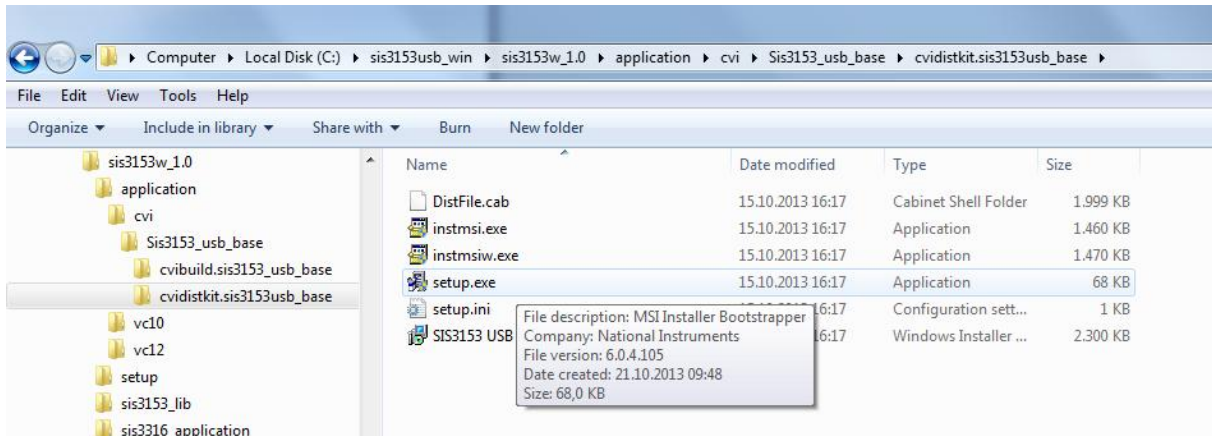 Computer ▸ Local Disk (C:) ▸ sis3153usb_win ▸ sis3153w_1.0 ▸ application ▸ cvi ▸ Sis3153_usb_base ▸ cvidistkit.sis3153usb_base ▸
File Edit View Tools Help
Organize Include in library Share with Burn New folder
sis3153w_1.0
application
cvi
Sis3153_usb_base
cvibuild.sis3153_usb_base
cvidistkit.sis3153usb_base
vc10
vc12
setup
sis3153_lib
sis3316_application
Name Date modified Type Size
DistFile.cab 15.10.2013 16:17 Cabinet Shell Folder 1.999 KB
instmsi.exe 15.10.2013 16:17 Application 1.460 KB
instmsiw.exe 15.10.2013 16:17 Application 1.470 KB
setup.exe 15.10.2013 16:17 Application 68 KB
setup.ini 16:17 Configuration sett... 1 KB
SIS3153 USB 16:17 Windows Installer ... 2.300 KB
File description: MSI Installer Bootstrapper
Company: National Instruments
File version: 6.0.4.105
Date created: 21.10.2013 09:48
Size: 68,0 KB